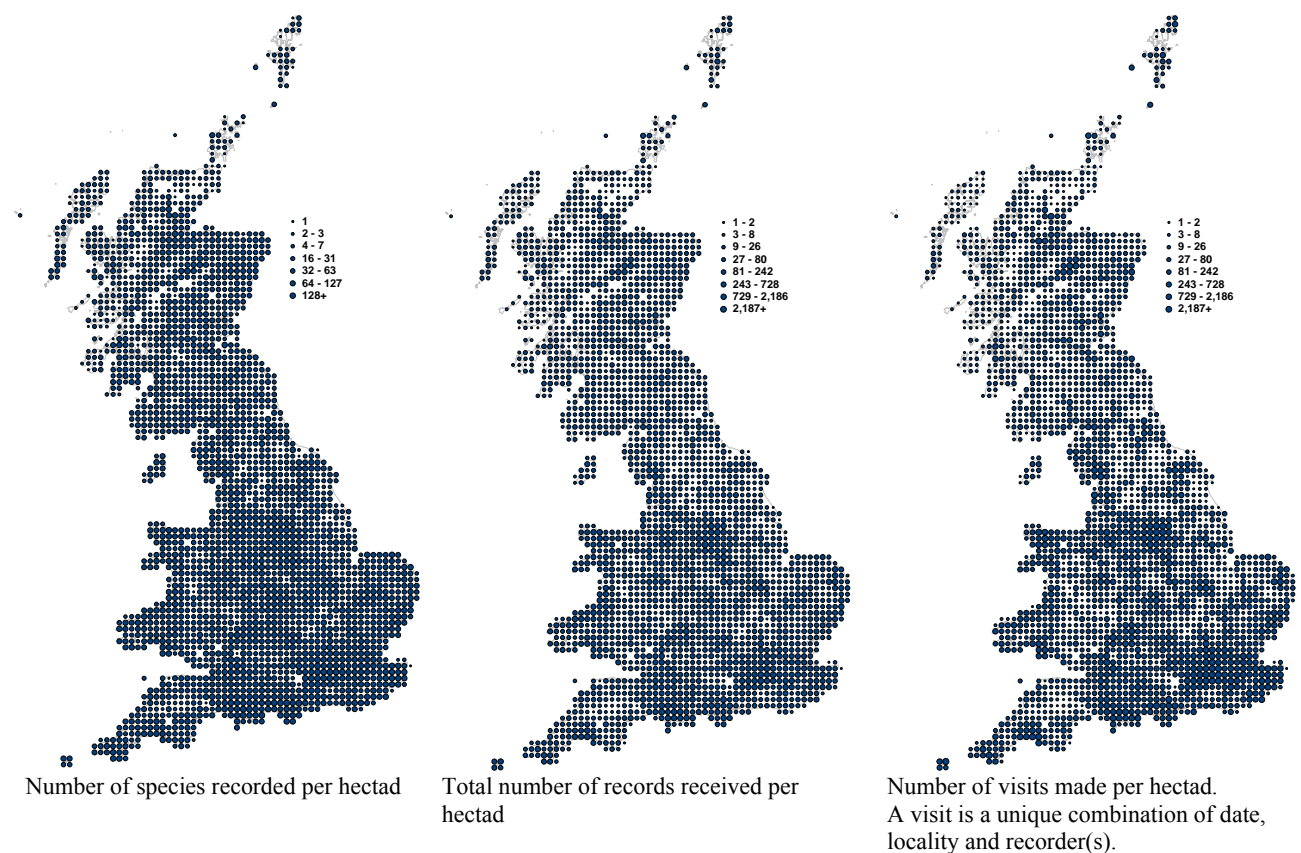 1
2 - 3
4 - 7
16 - 31
32 - 63
64 - 127
128+
1 - 2
3 - 8
9 - 26
27 - 80
81 - 242
243 - 728
729 - 2,186
2,187+
1 - 2
3 - 8
9 - 26
27 - 80
81 - 242
243 - 728
729 - 2,186
2,187+
Number of species recorded per hectad
Total number of records received per
hectad
Number of visits made per hectad.
A visit is a unique combination of date,
locality and recorder(s).